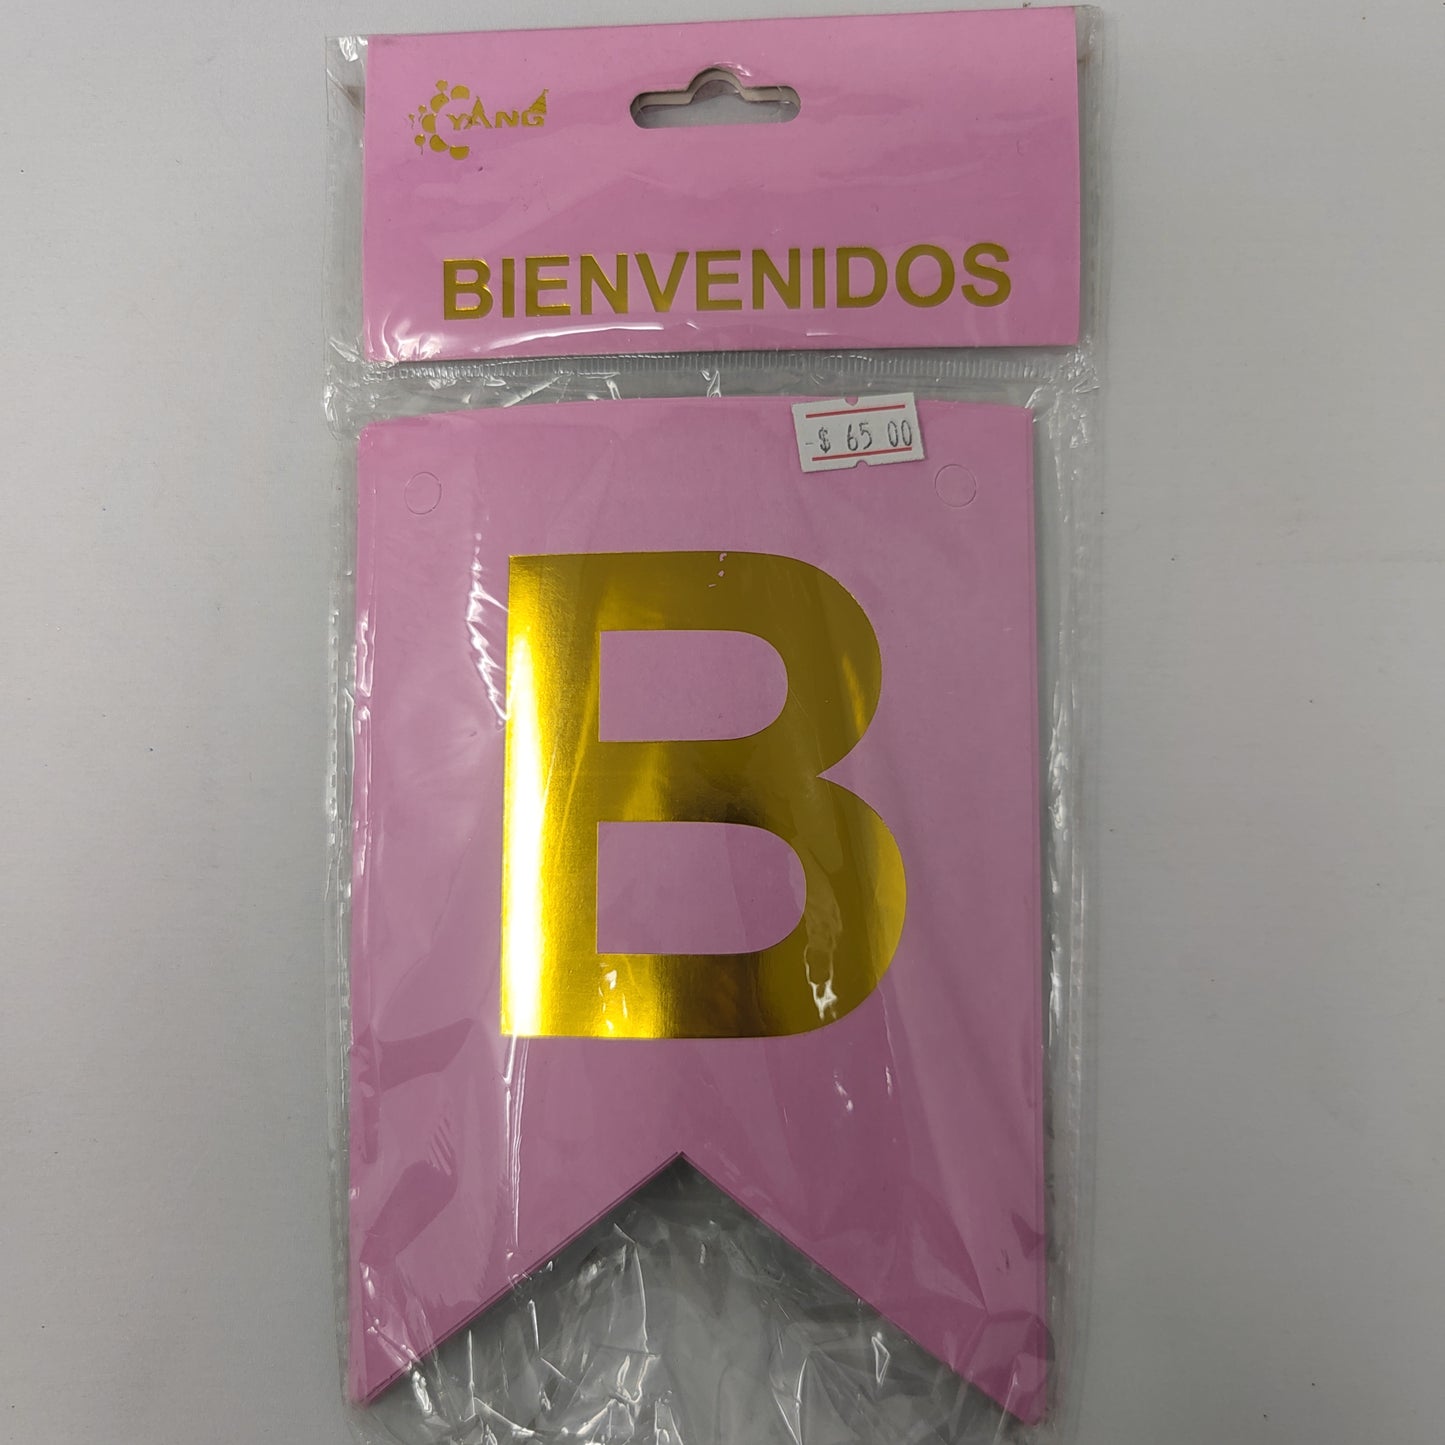 YANG
BIENVENIDOS
-$ 65 00
B